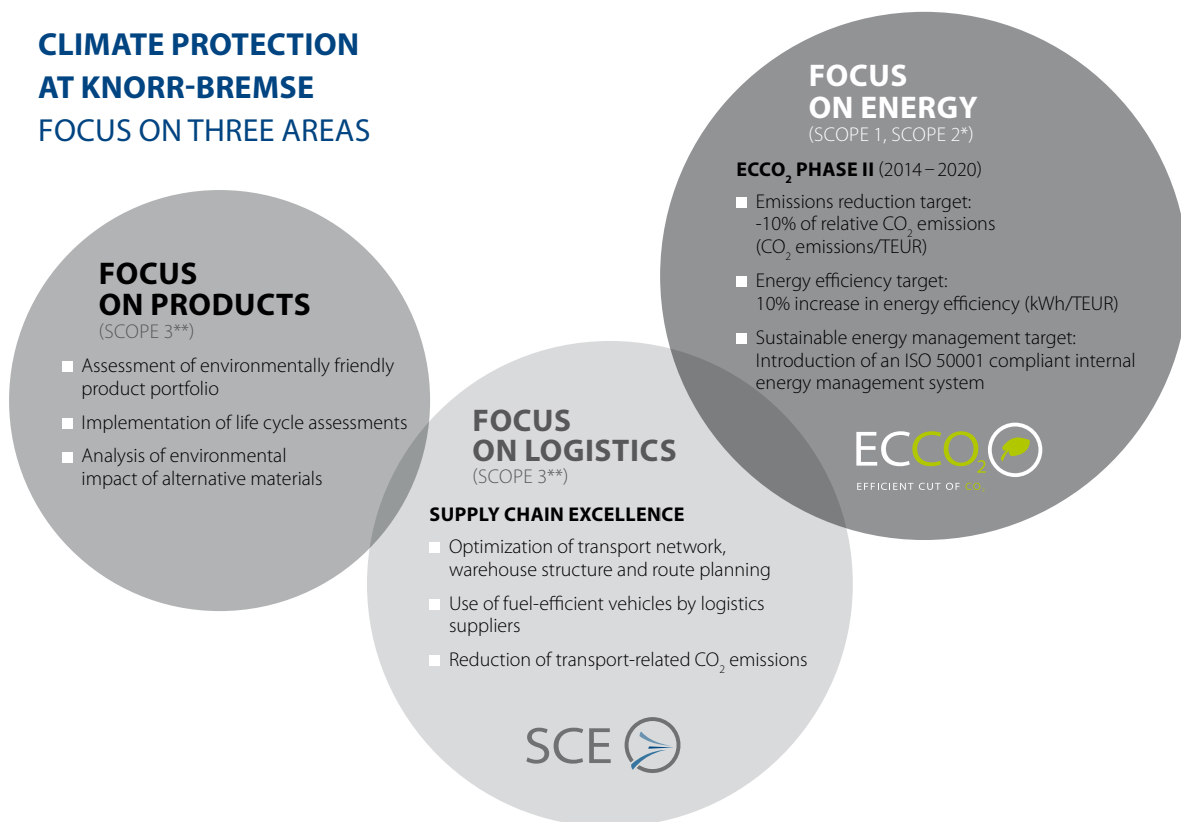 CLIMATE PROTECTION
AT KNORR-BREMSE
FOCUS ON THREE AREAS
FOCUS
ON PRODUCTS
(SCOPE 3**)
Assessment of environmentally friendly
product portfolio
Implementation of life cycle assessments
Analysis of environmental
impact of alternative materials
FOCUS
ON LOGISTICS
(SCOPE 3**)
SUPPLY CHAIN EXCELLENCE
Optimization of transport network,
warehouse structure and route planning
Use of fuel-efficient vehicles by logistics
suppliers
Reduction of transport-related CO₂ emissions
SCE
FOCUS
ON ENERGY
(SCOPE 1, SCOPE 2*)
ECCO₂ PHASE II (2014 – 2020)
Emissions reduction target:
-10% of relative CO₂ emissions
(CO₂ emissions/TEUR)
Energy efficiency target:
10% increase in energy efficiency (kWh/TEUR)
Sustainable energy management target:
Introduction of an ISO 50001 compliant internal
energy management system
ECCO₂
EFFICIENT CUT OF CO₂